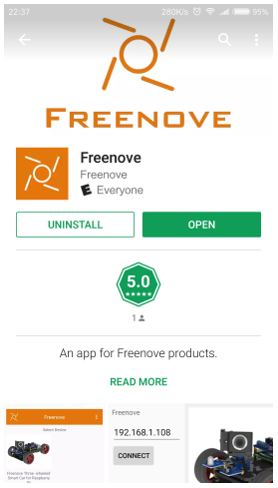 22:37 280K/s 95%
FREENOVE
Freenove
Freenove
E Everyone
UNINSTALL OPEN
5.0
1
An app for Freenove products.
READ MORE
Freenove
Select Device
Freenove Three-wheeled
Smart Car for Raspberry
Pi
Freenove
192.168.1.108
CONNECT